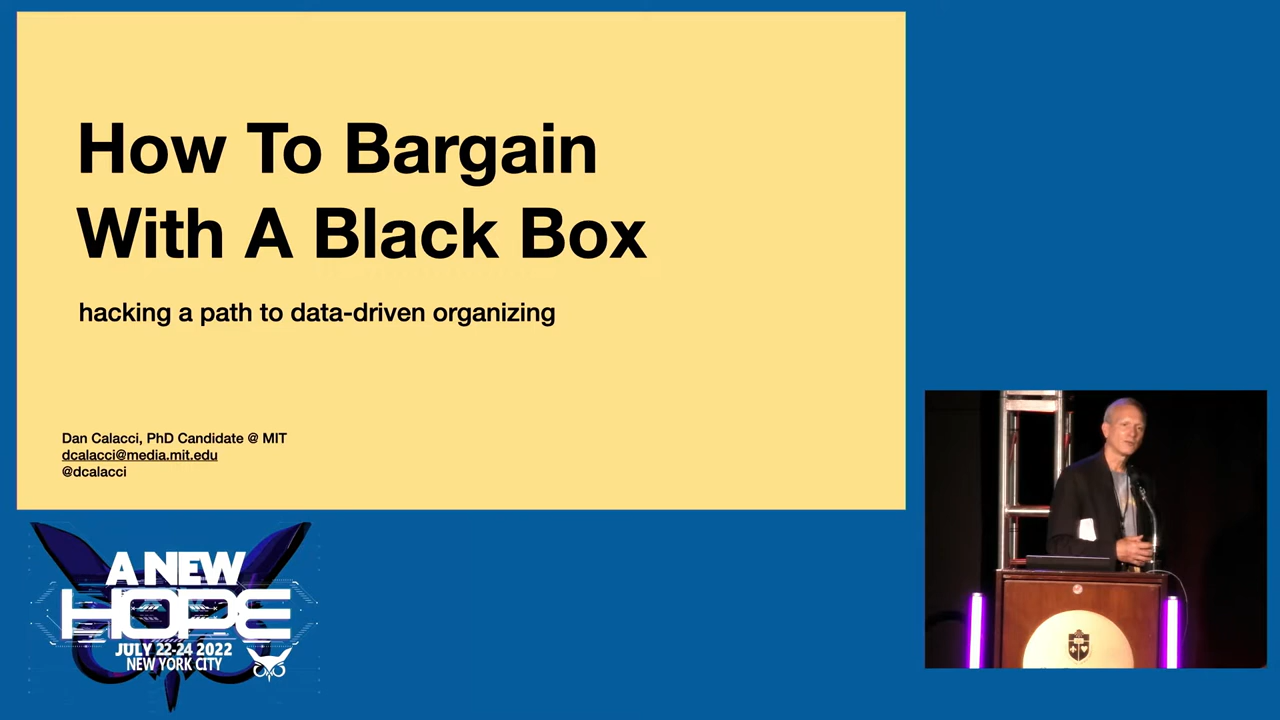 How To Bargain
With A Black Box
hacking a path to data-driven organizing
Dan Calacci, PhD Candidate @ MIT
dcalacci@media.mit.edu
@dcalacci
A NEW
HOPE
JULY 22-24 2022
NEW YORK CITY